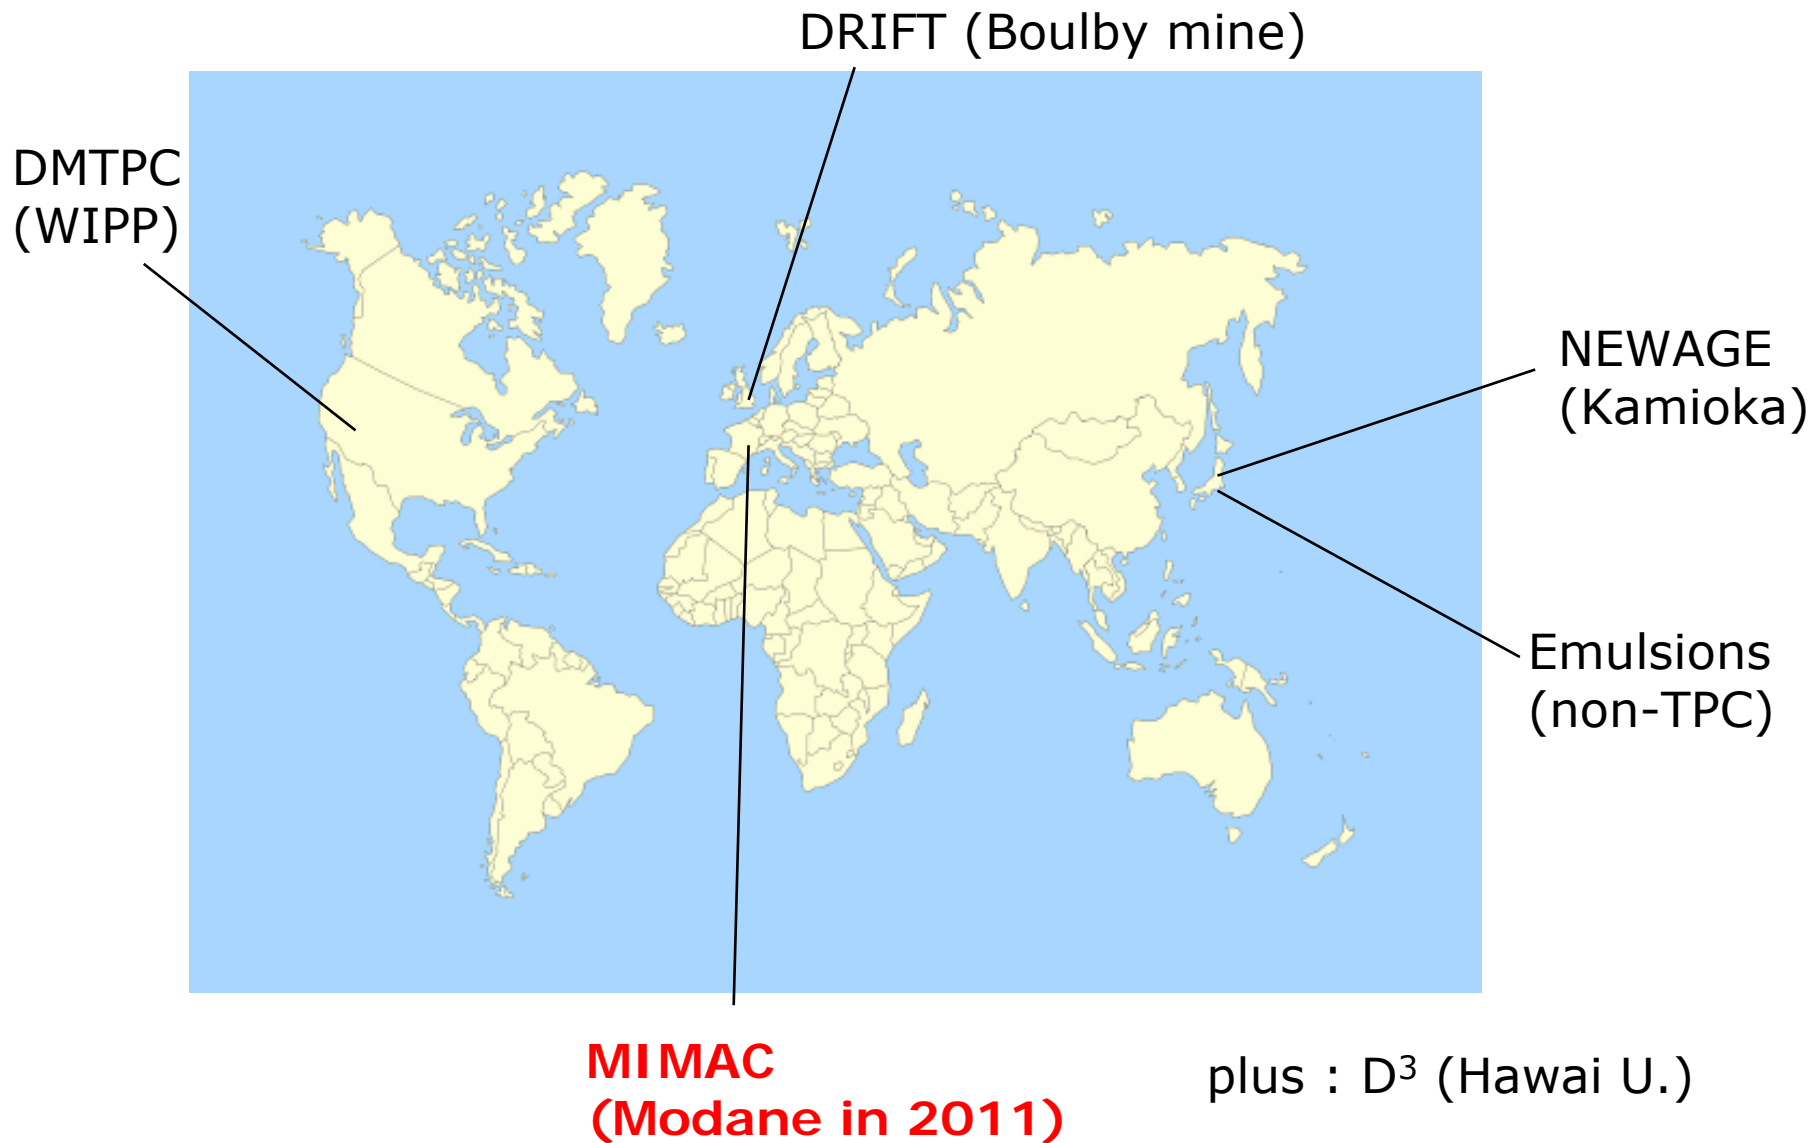 DRIFT (Boulby mine)
DMTPC
(WIPP)
NEWAGE
(Kamioka)
Emulsions
(non-TPC)
MIMAC
(Modane in 2011)
plus : D³ (Hawai U.)